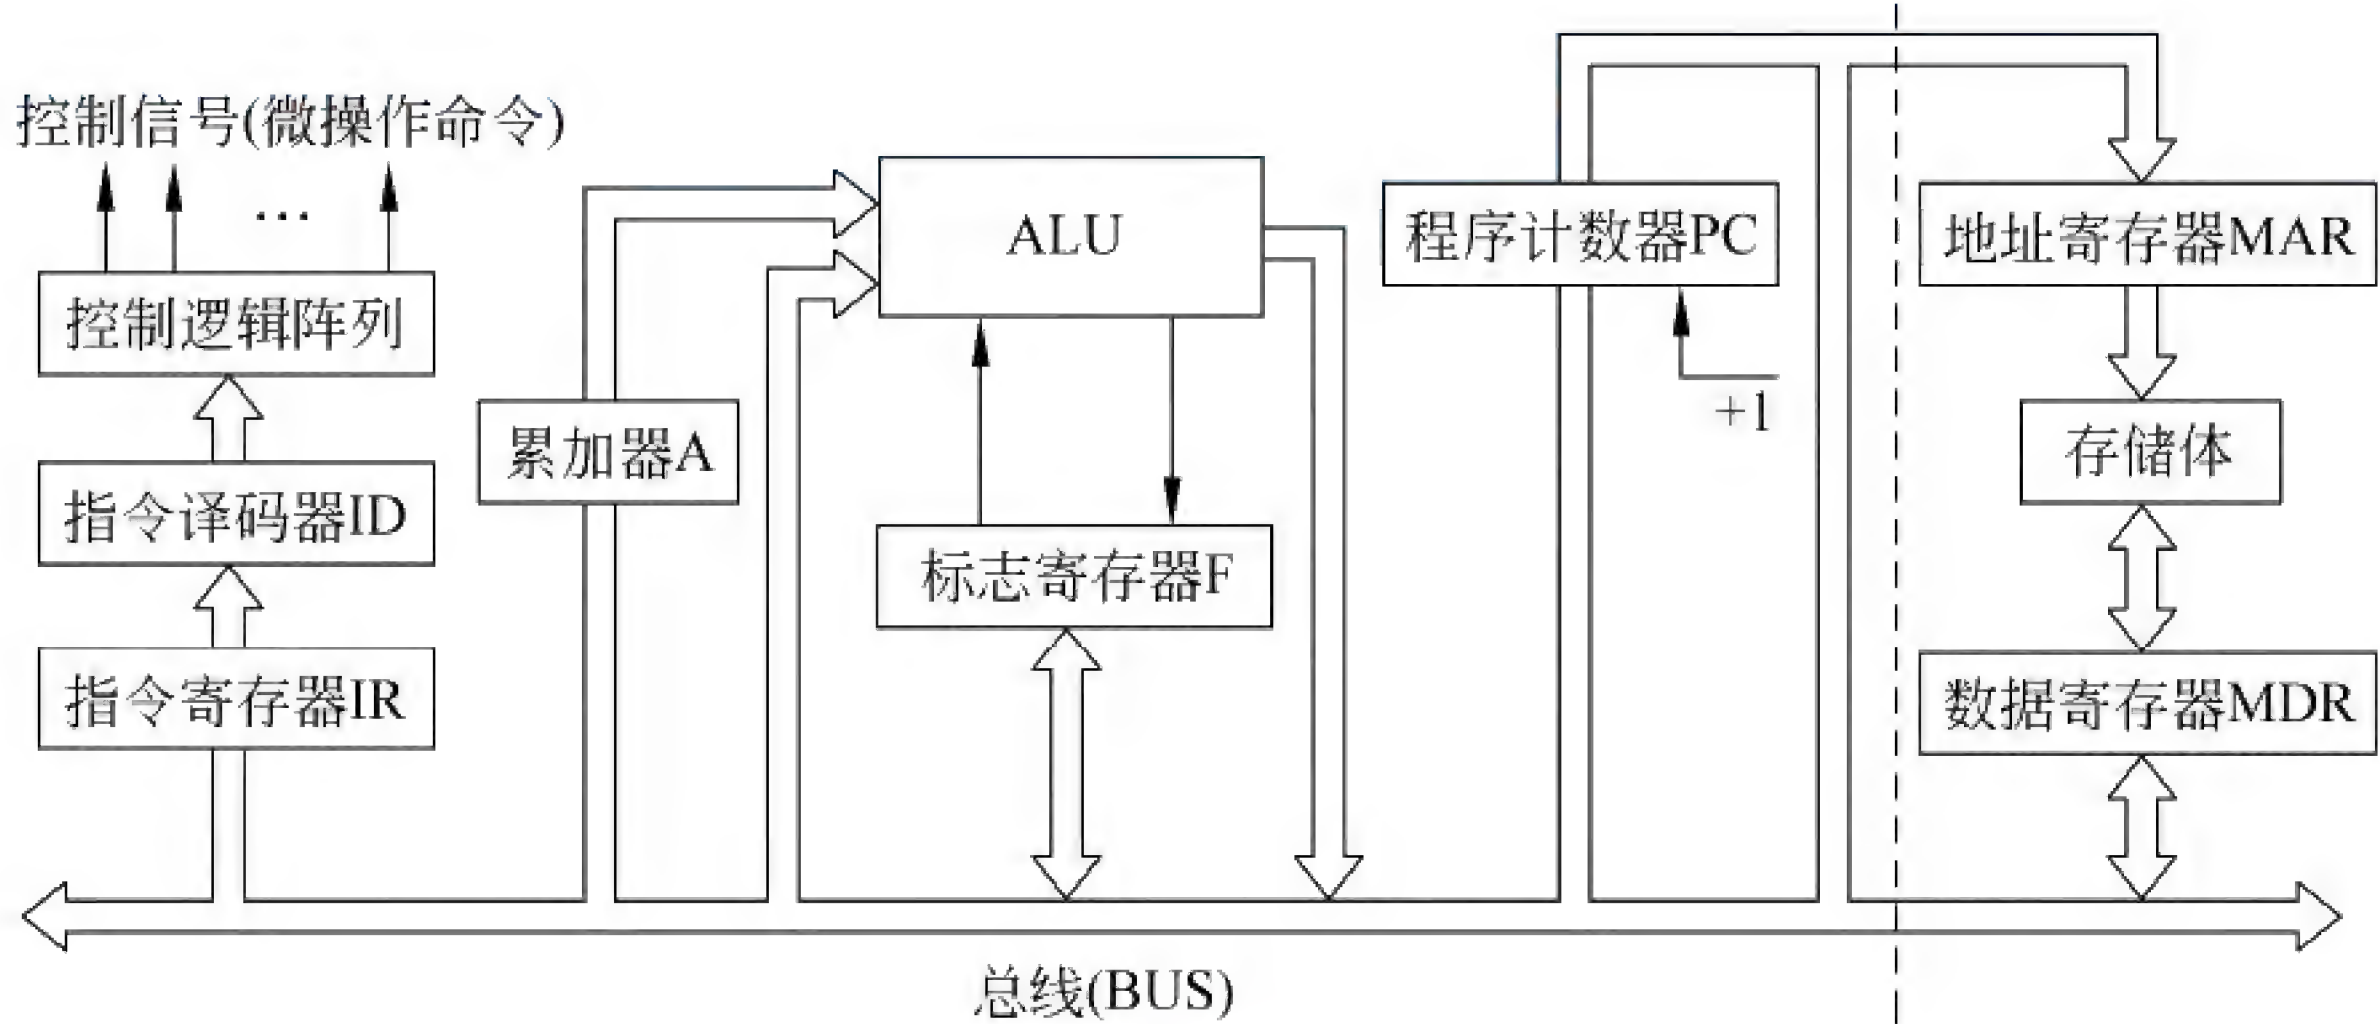 控制信号(微操作命令)
…
控制逻辑阵列
指令译码器ID
指令寄存器IR
累加器A
ALU
标志寄存器F
程序计数器PC
+1
地址寄存器MAR
存储体
数据寄存器MDR
总线(BUS)